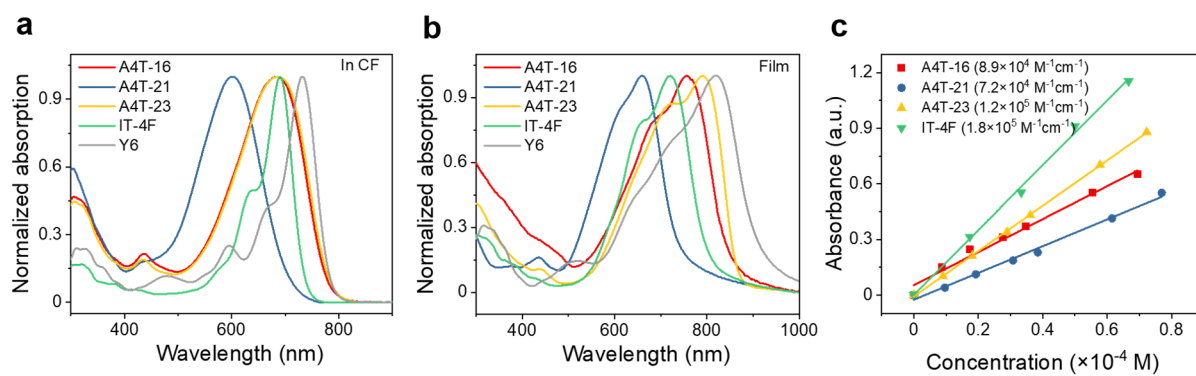 a
In CF
A4T-16
A4T-21
A4T-23
IT-4F
Y6
0.9
0.6
0.3
0
400
600
800
Normalized absorption
Wavelength (nm)
b
Film
A4T-16
A4T-21
A4T-23
IT-4F
Y6
0.9
0.6
0.3
0.0
400
600
800
1000
Normalized absorption
Wavelength (nm)
c
A4T-16 (8.9×10⁴ M⁻¹cm⁻¹)
A4T-21 (7.2×10⁴ M⁻¹cm⁻¹)
A4T-23 (1.2×10⁵ M⁻¹cm⁻¹)
IT-4F (1.8×10⁵ M⁻¹cm⁻¹)
1.2
0.9
0.6
0.3
0.0
0.0
0.2
0.4
0.6
0.8
Absorbance (a.u.)
Concentration (×10⁻⁴ M)